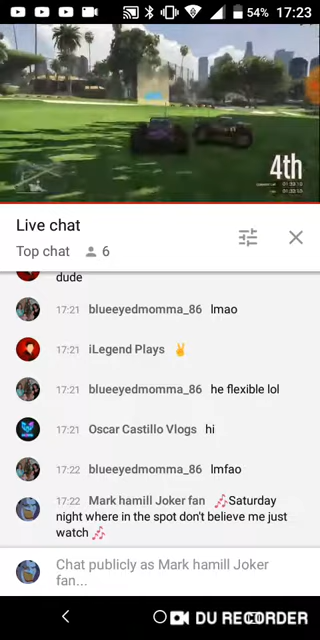 54% 17:23
4th
Live chat
Top chat 6
dude
17:21 blueeyedmomma_86 lmao
17:21 iLegend Plays ✌
17:21 blueeyedmomma_86 he flexible lol
17:21 Oscar Castillo Vlogs hi
17:22 blueeyedmomma_86 lmfao
17:22 Mark hamill Joker fan 🎶Saturday
night where in the spot don't believe me just
watch 🎶
Chat publicly as Mark hamill Joker
fan...
DU RECORDER